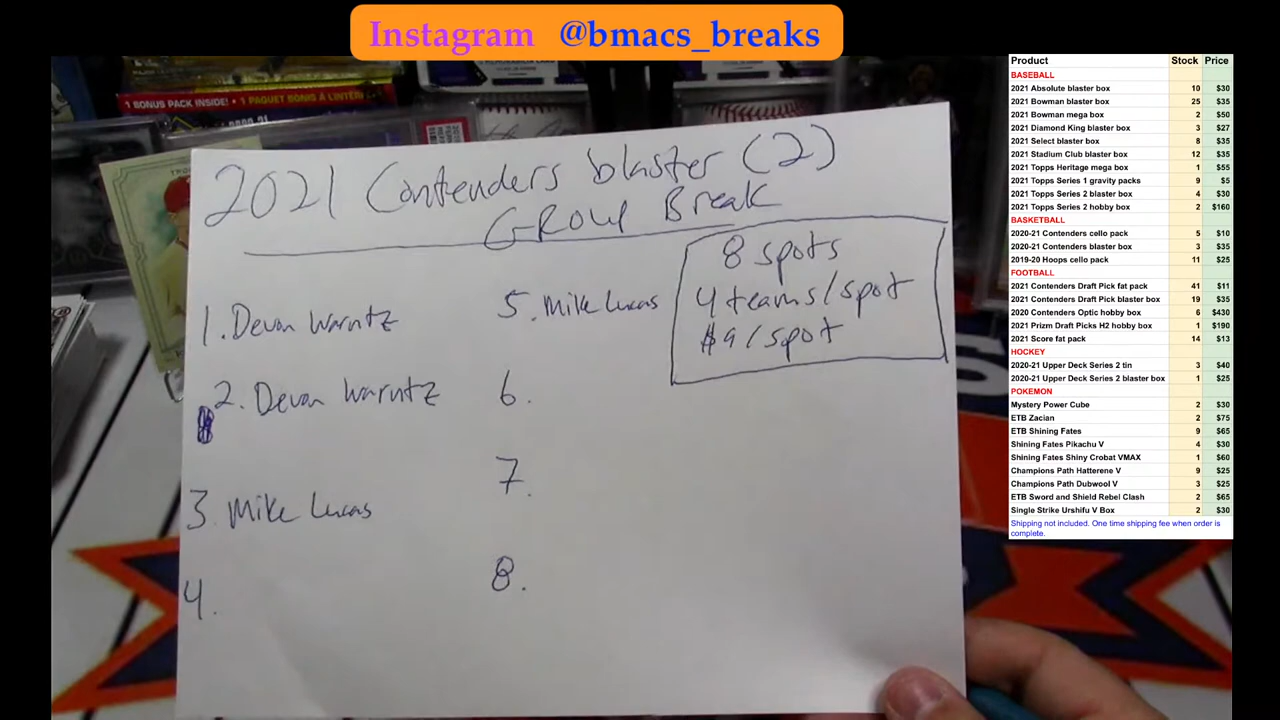 Instagram @bmacs_breaks
1 BONUS PACK INSIDE! • 1 PAQUET BONIS À L'INTÉRI
2021 Contenders blaster (2)
GRoup Break
8 spots
4 teams/spot
$9/spot
1. Devon Warntz
2. Devon Warntz
3. Mike Lucas
4.
5. Mike Lucas
6.
7.
8.
Product Stock Price
BASEBALL
2021 Absolute blaster box 10 $30
2021 Bowman blaster box 25 $35
2021 Bowman mega box 2 $50
2021 Diamond King blaster box 3 $27
2021 Select blaster box 8 $35
2021 Stadium Club blaster box 12 $35
2021 Topps Heritage mega box 1 $55
2021 Topps Series 1 gravity packs 9 $5
2021 Topps Series 2 blaster box 4 $30
2021 Topps Series 2 hobby box 2 $160
BASKETBALL
2020-21 Contenders cello pack 5 $10
2020-21 Contenders blaster box 3 $35
2019-20 Hoops cello pack 11 $25
FOOTBALL
2021 Contenders Draft Pick fat pack 41 $11
2021 Contenders Draft Pick blaster box 19 $35
2020 Contenders Optic hobby box 6 $430
2021 Prizm Draft Picks H2 hobby box 1 $190
2021 Score fat pack 14 $13
HOCKEY
2020-21 Upper Deck Series 2 tin 3 $40
2020-21 Upper Deck Series 2 blaster box 1 $25
POKEMON
Mystery Power Cube 2 $30
ETB Zacian 2 $75
ETB Shining Fates 9 $65
Shining Fates Pikachu V 4 $30
Shining Fates Shiny Crobat VMAX 1 $60
Champions Path Hatterene V 9 $25
Champions Path Dubwool V 3 $25
ETB Sword and Shield Rebel Clash 2 $65
Single Strike Urshifu V Box 2 $30
Shipping not included. One time shipping fee when order is
complete.